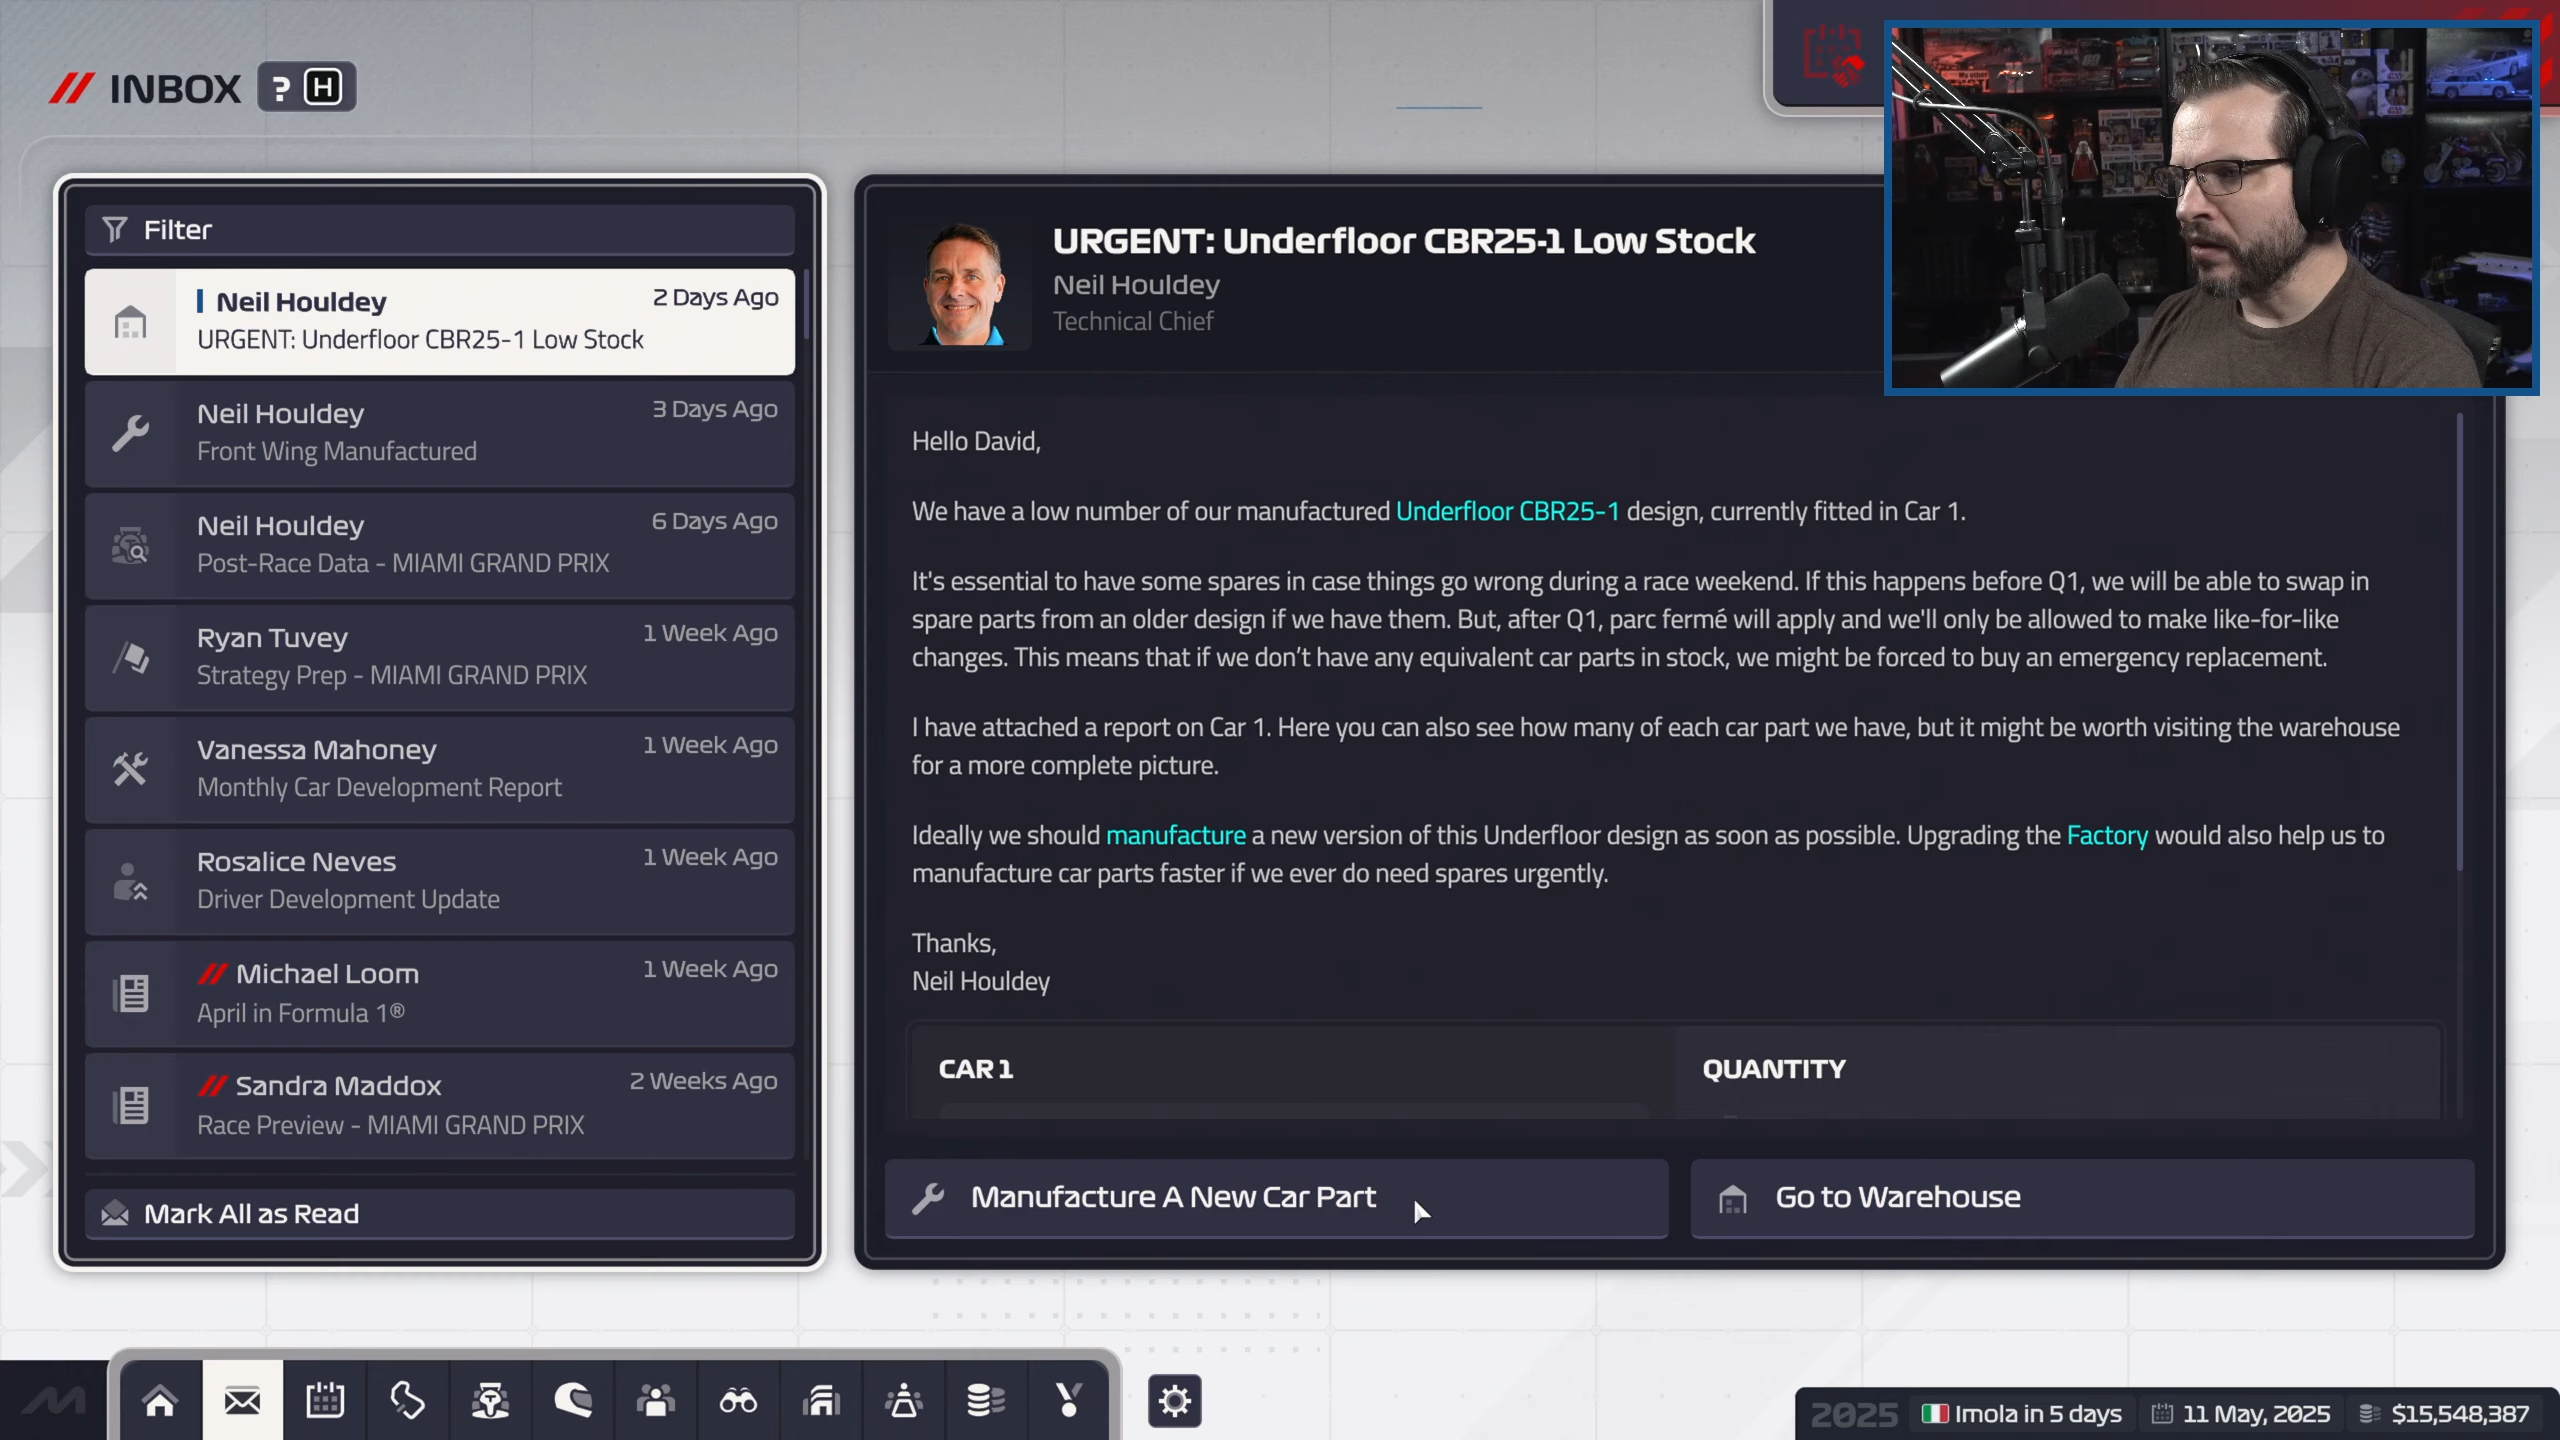 INBOX ? H
Filter
Neil Houldey 2 Days Ago
URGENT: Underfloor CBR25-1 Low Stock
Neil Houldey 3 Days Ago
Front Wing Manufactured
Neil Houldey 6 Days Ago
Post-Race Data - MIAMI GRAND PRIX
Ryan Tuvey 1 Week Ago
Strategy Prep - MIAMI GRAND PRIX
Vanessa Mahoney 1 Week Ago
Monthly Car Development Report
Rosalice Neves 1 Week Ago
Driver Development Update
Michael Loom 1 Week Ago
April in Formula 1®
Sandra Maddox 2 Weeks Ago
Race Preview - MIAMI GRAND PRIX
Mark All as Read
URGENT: Underfloor CBR25-1 Low Stock
Neil Houldey
Technical Chief
Hello David,
We have a low number of our manufactured Underfloor CBR25-1 design, currently fitted in Car 1.
It's essential to have some spares in case things go wrong during a race weekend. If this happens before Q1, we will be able to swap in
spare parts from an older design if we have them. But, after Q1, parc fermé will apply and we'll only be allowed to make like-for-like
changes. This means that if we don’t have any equivalent car parts in stock, we might be forced to buy an emergency replacement.
I have attached a report on Car 1. Here you can also see how many of each car part we have, but it might be worth visiting the warehouse
for a more complete picture.
Ideally we should manufacture a new version of this Underfloor design as soon as possible. Upgrading the Factory would also help us to
manufacture car parts faster if we ever do need spares urgently.
Thanks,
Neil Houldey
CAR 1 QUANTITY
Manufacture A New Car Part Go to Warehouse
2025 Imola in 5 days 11 May, 2025 $15,548,387